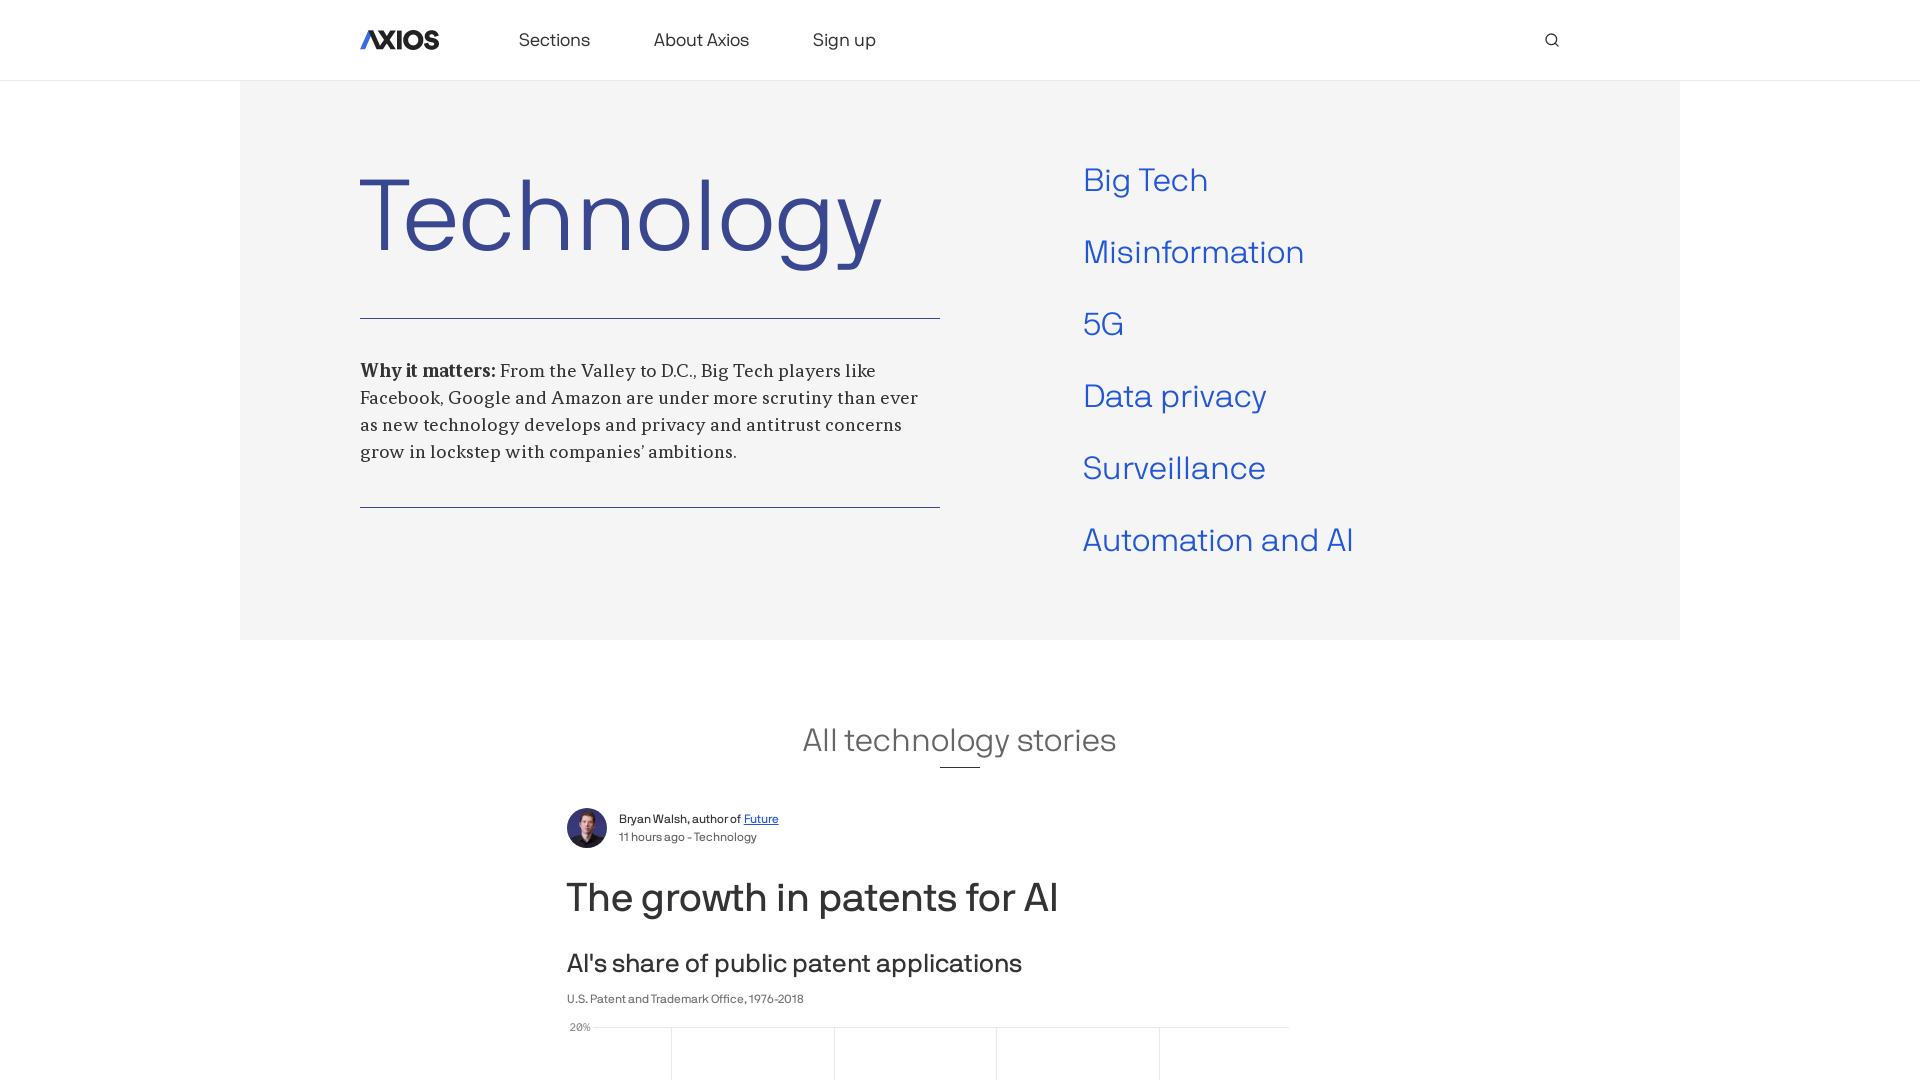 AXIOS
Sections
About Axios
Sign up
Technology
Why it matters: From the Valley to D.C., Big Tech players like
Facebook, Google and Amazon are under more scrutiny than ever
as new technology develops and privacy and antitrust concerns
grow in lockstep with companies’ ambitions.
Big Tech
Misinformation
5G
Data privacy
Surveillance
Automation and AI
All technology stories
Bryan Walsh, author of Future
11 hours ago - Technology
The growth in patents for AI
AI's share of public patent applications
U.S. Patent and Trademark Office, 1976-2018
20%